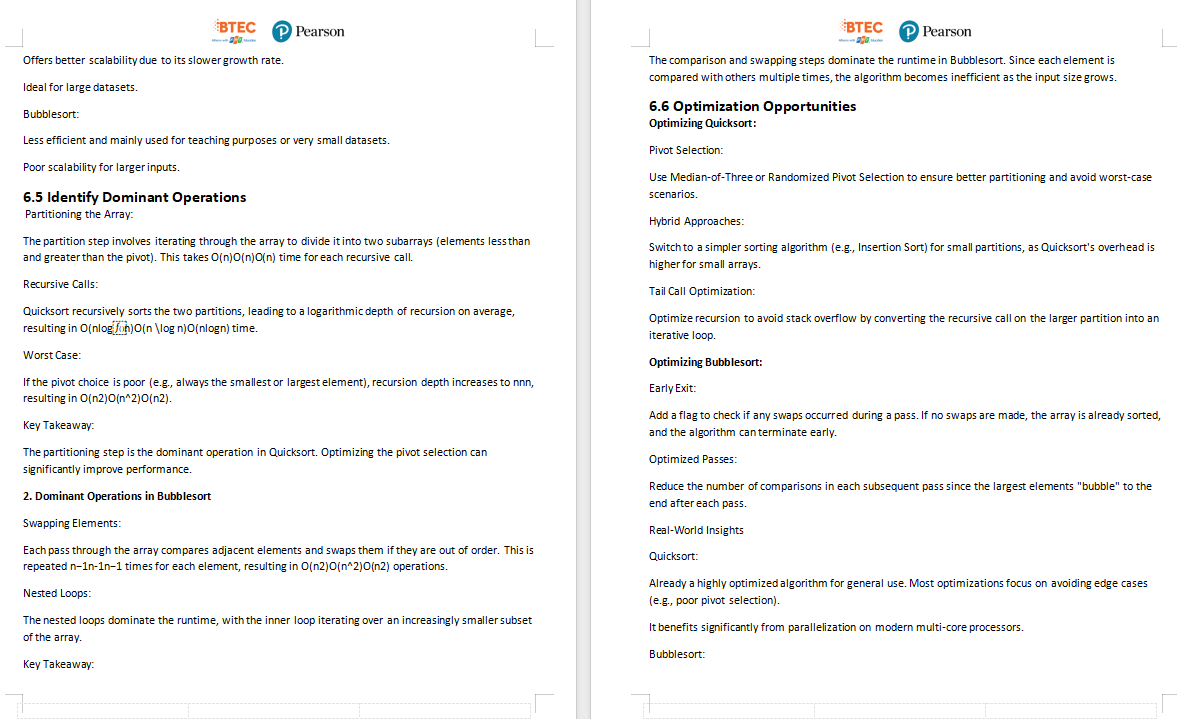 BTEC
Pearson
Offers better scalability due to its slower growth rate.
Ideal for large datasets.
Bubblesort:
Less efficient and mainly used for teaching purposes or very small datasets.
Poor scalability for larger inputs.
6.5 Identify Dominant Operations
Partitioning the Array:
The partition step involves iterating through the array to divide it into two subarrays (elements less than
and greater than the pivot). This takes O(n)O(n)O(n) time for each recursive call.
Recursive Calls:
Quicksort recursively sorts the two partitions, leading to a logarithmic depth of recursion on average,
resulting in O(nlogn)O(n \log n)O(nlogn) time.
Worst Case:
If the pivot choice is poor (e.g., always the smallest or largest element), recursion depth increases to nnn,
resulting in O(n2)O(n^2)O(n2).
Key Takeaway:
The partitioning step is the dominant operation in Quicksort. Optimizing the pivot selection can
significantly improve performance.
2. Dominant Operations in Bubblesort
Swapping Elements:
Each pass through the array compares adjacent elements and swaps them if they are out of order. This is
repeated n−1n-1n−1 times for each element, resulting in O(n2)O(n^2)O(n2) operations.
Nested Loops:
The nested loops dominate the runtime, with the inner loop iterating over an increasingly smaller subset
of the array.
Key Takeaway:
BTEC
Pearson
The comparison and swapping steps dominate the runtime in Bubblesort. Since each element is
compared with others multiple times, the algorithm becomes inefficient as the input size grows.
6.6 Optimization Opportunities
Optimizing Quicksort:
Pivot Selection:
Use Median-of-Three or Randomized Pivot Selection to ensure better partitioning and avoid worst-case
scenarios.
Hybrid Approaches:
Switch to a simpler sorting algorithm (e.g., Insertion Sort) for small partitions, as Quicksort's overhead is
higher for small arrays.
Tail Call Optimization:
Optimize recursion to avoid stack overflow by converting the recursive call on the larger partition into an
iterative loop.
Optimizing Bubblesort:
Early Exit:
Add a flag to check if any swaps occurred during a pass. If no swaps are made, the array is already sorted,
and the algorithm can terminate early.
Optimized Passes:
Reduce the number of comparisons in each subsequent pass since the largest elements "bubble" to the
end after each pass.
Real-World Insights
Quicksort:
Already a highly optimized algorithm for general use. Most optimizations focus on avoiding edge cases
(e.g., poor pivot selection).
It benefits significantly from parallelization on modern multi-core processors.
Bubblesort: